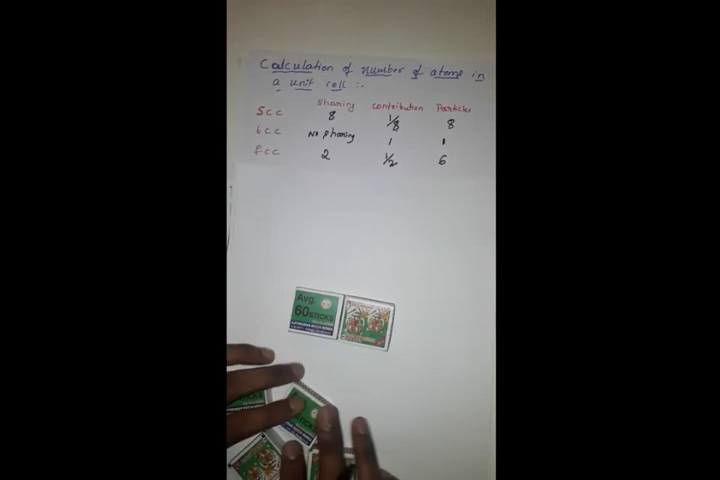 Calculation of number of atoms in
a unit cell :-
Sharing Contribution Particles
Scc 8 1/8 8
bcc No sharing 1 1
fcc 2 1/2 6
Avg
60 STICKS